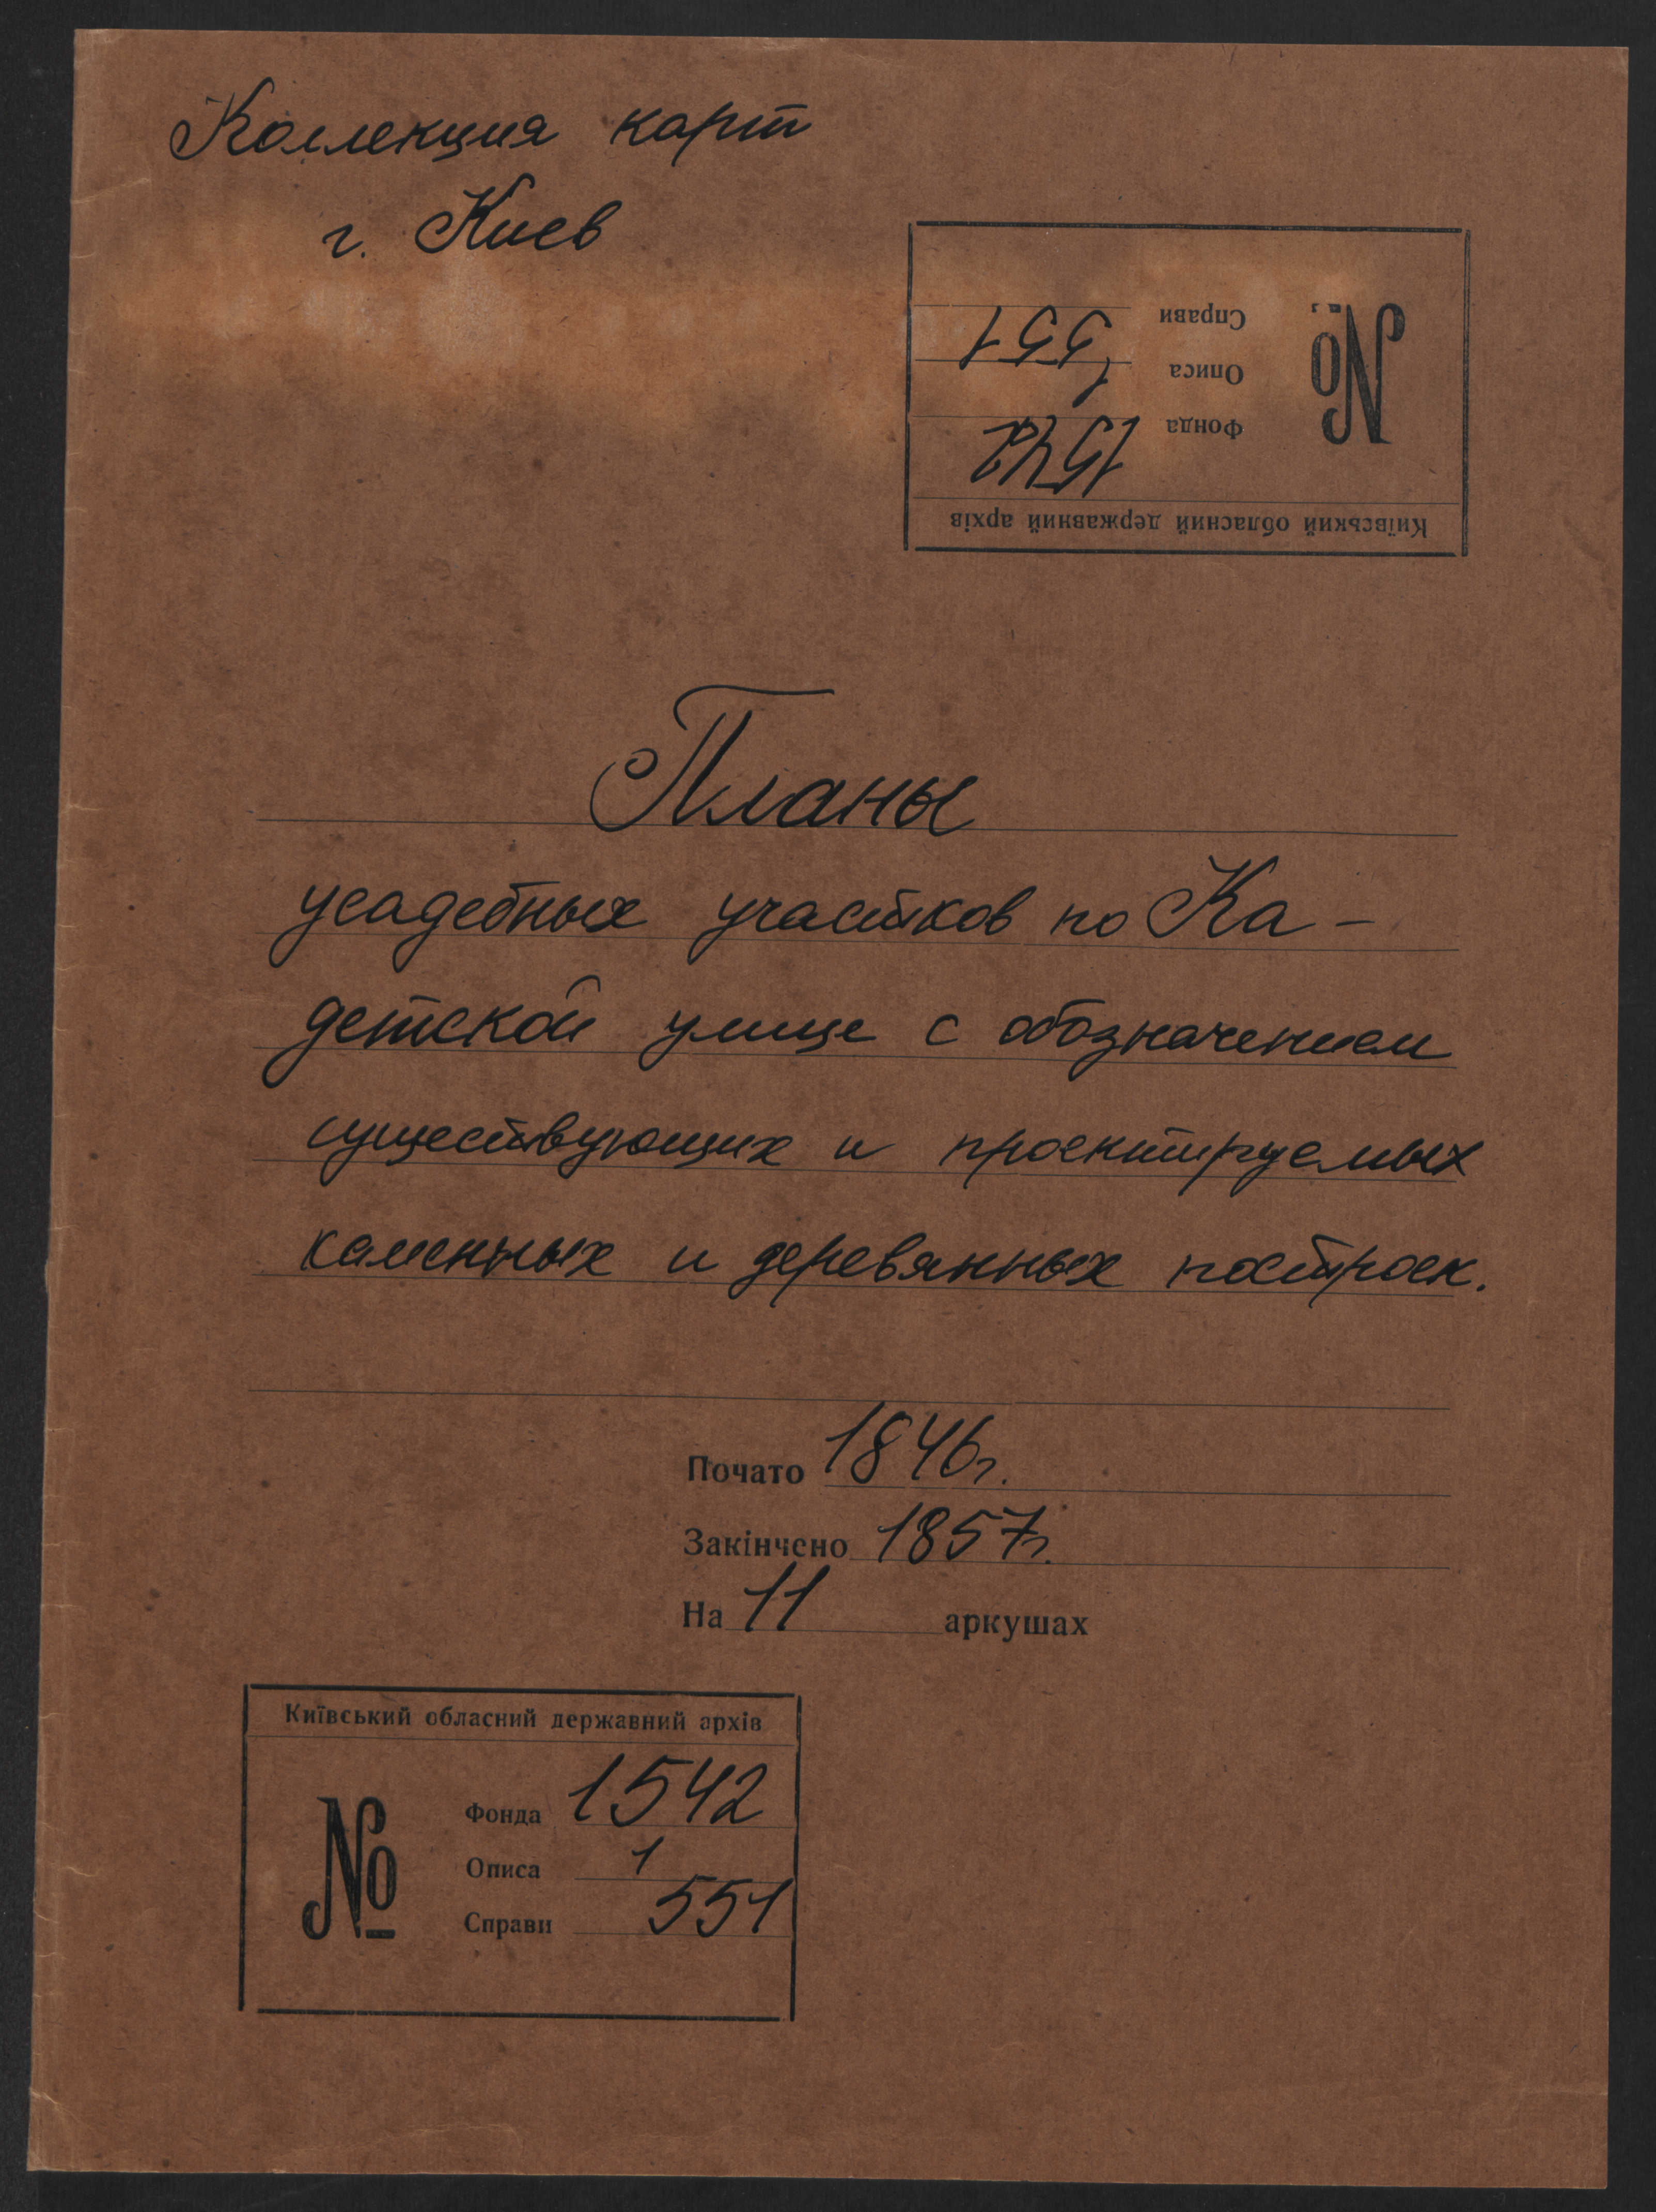 Коллекция карт
г. Киев
Київський обласний державний архів
№
Фонда 1542
Описа 1
Справи 551
Планы
усадебных участков по Ка-
детской улице с обозначением
существующих и проектируемых
каменных и деревянных построек.
Почато 1846г.
Закінчено 1857г.
На 11 аркушах
Київський обласний державний архів
№
Фонда 1542
Описа 1
Справи 551